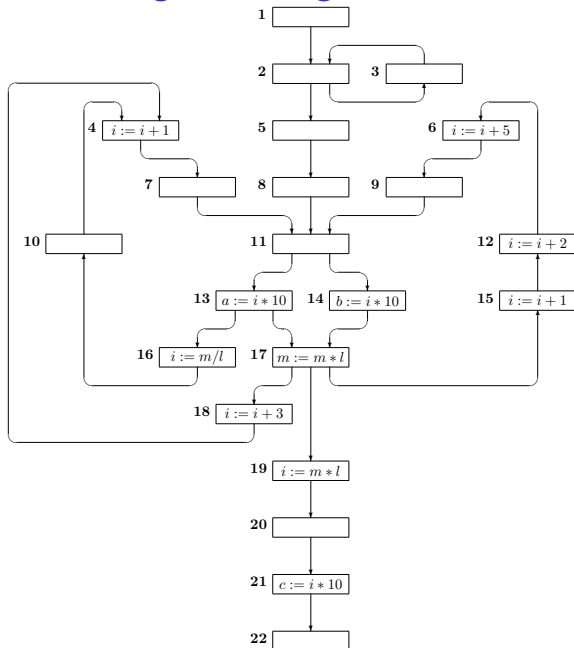 1
2
3
4 i := i + 1
5
6 i := i + 5
7
8
9
10
11
12 i := i + 2
13 a := i * 10
14 b := i * 10
15 i := i + 1
16 i := m/l
17 m := m * l
18 i := i + 3
19 i := m * l
20
21 c := i * 10
22